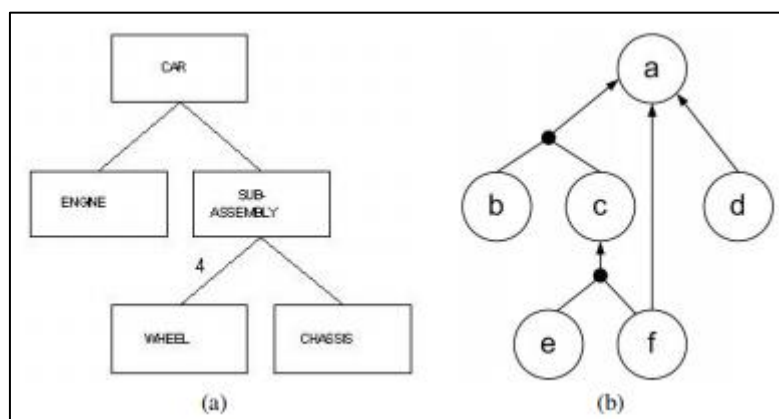 CAR
ENGINE
SUB-
ASSEMBLY
4
WHEEL
CHASSIS
(a)
a
b
c
d
e
f
(b)